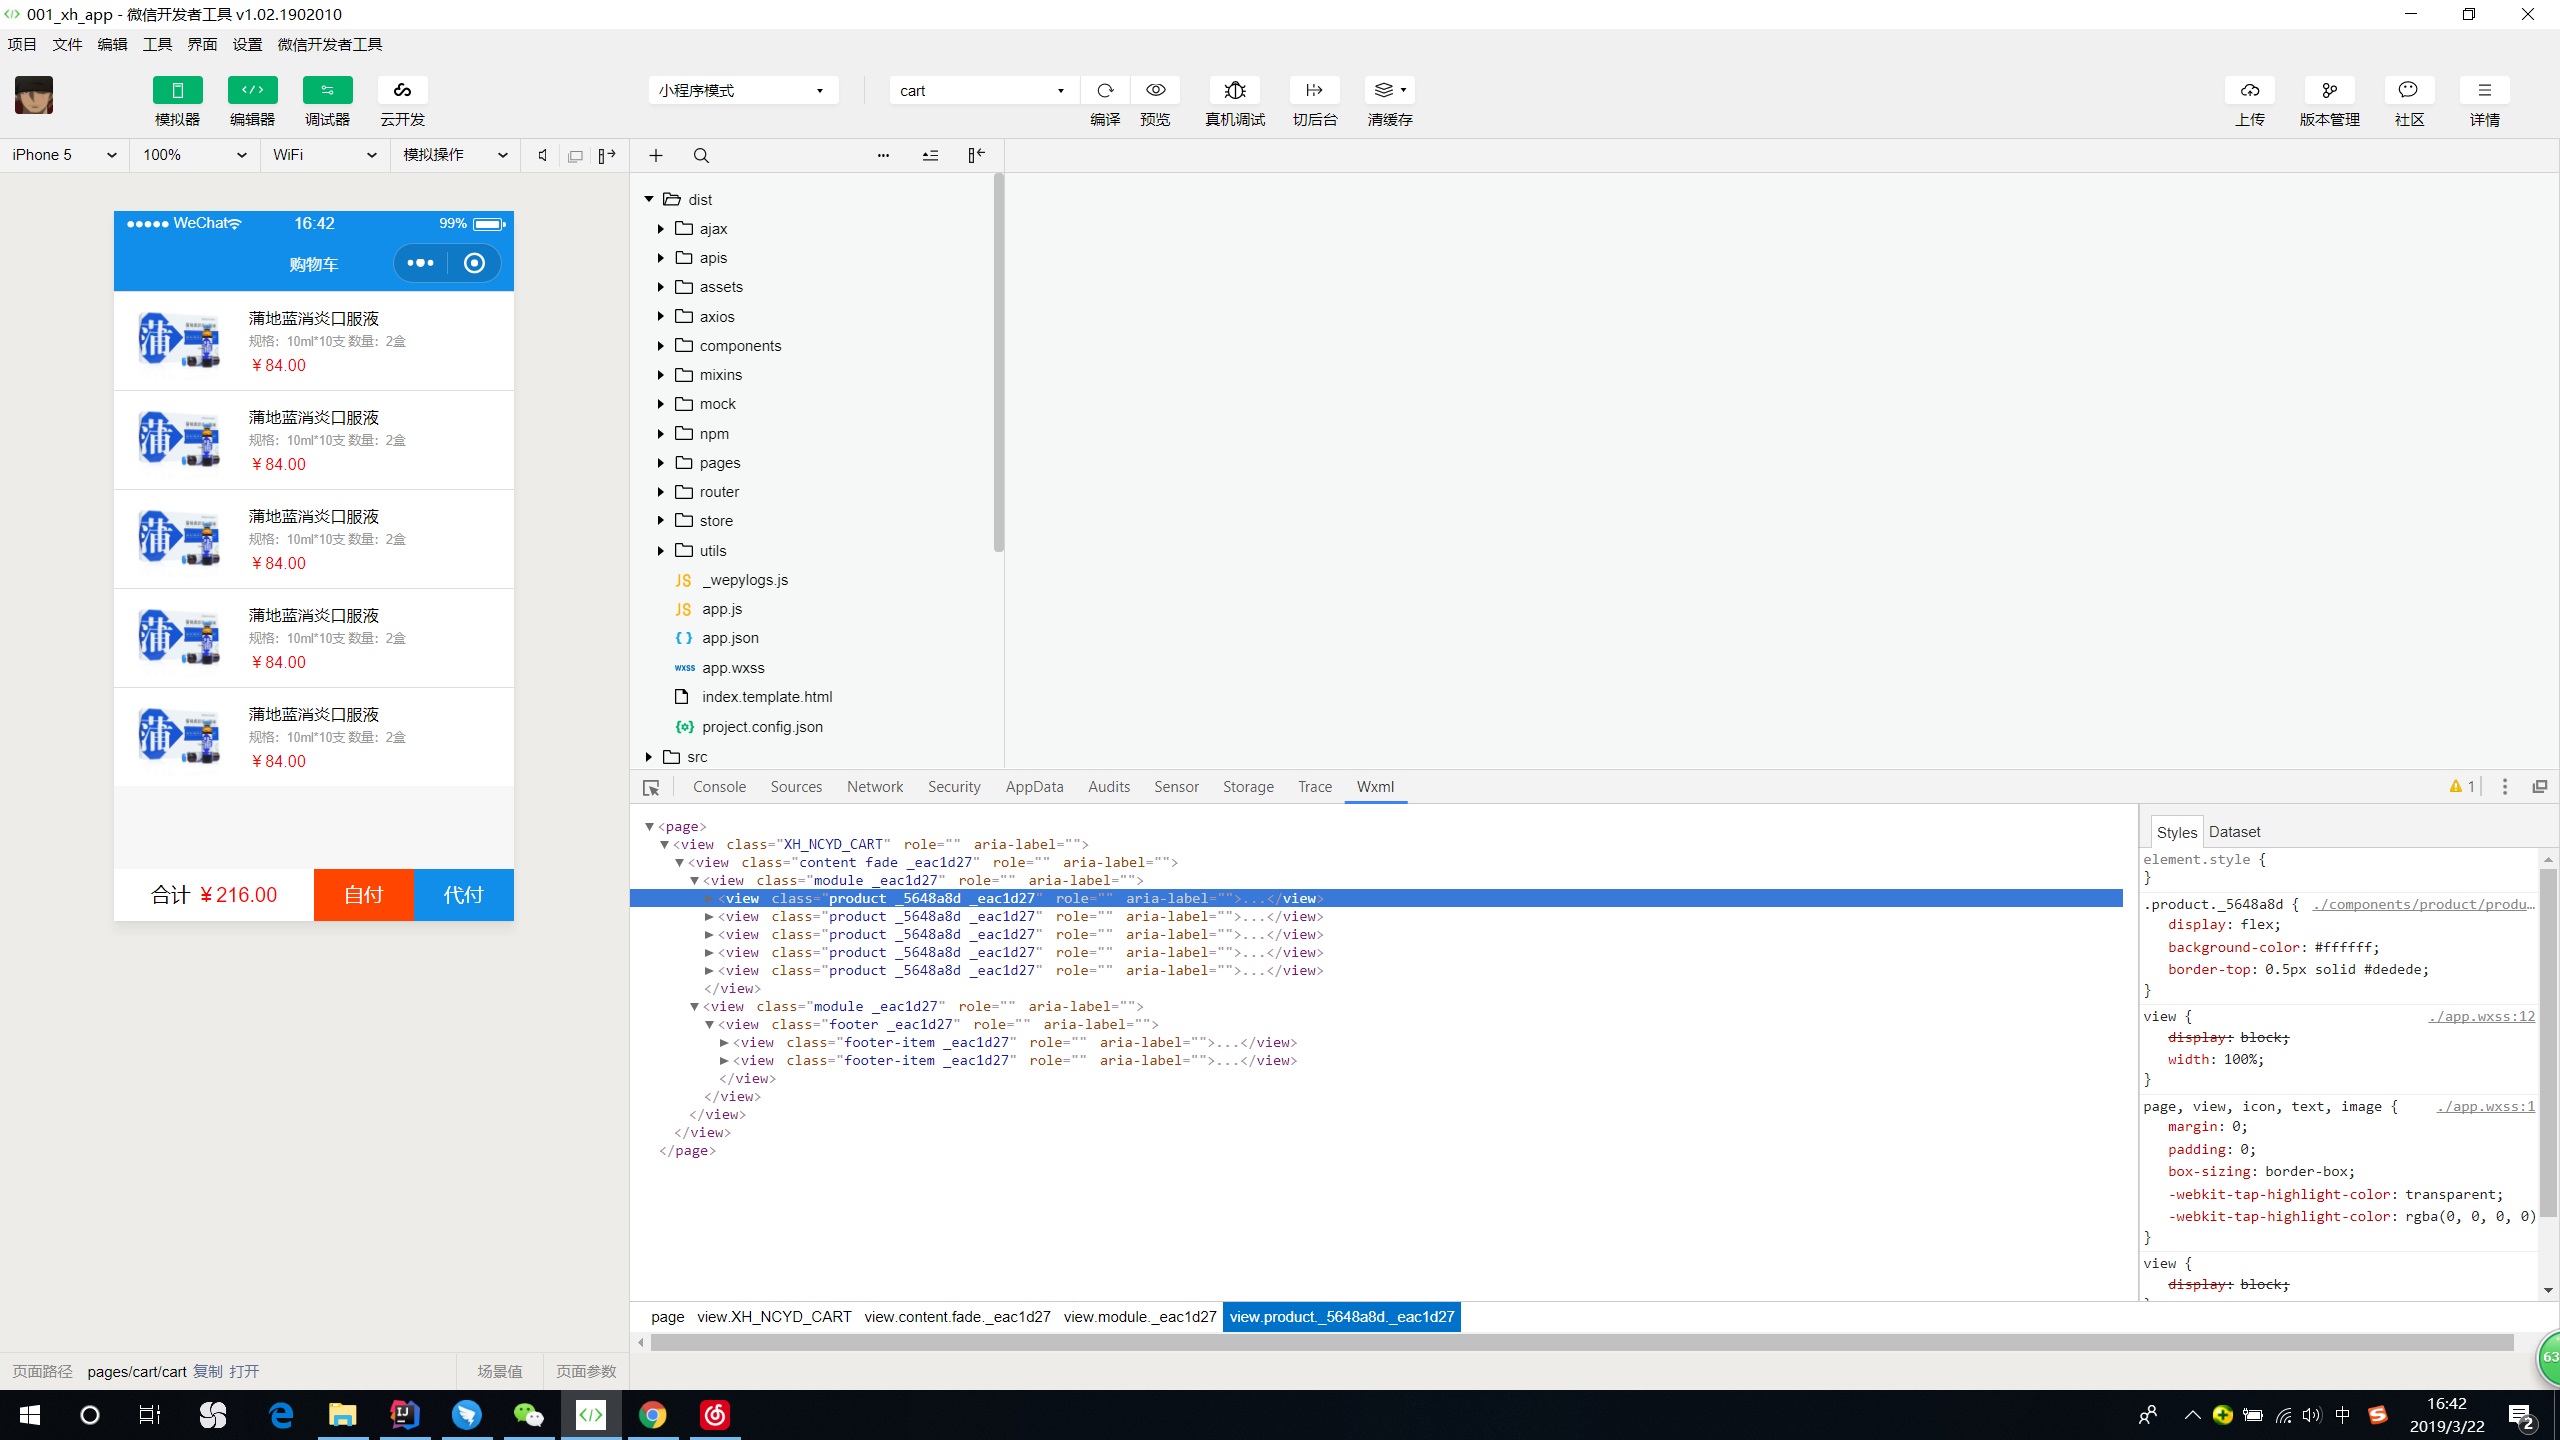 001_xh_app - 微信开发者工具 v1.02.1902010
项目 文件 编辑 工具 界面 设置 微信开发者工具
模拟器 编辑器 调试器 云开发
小程序模式 cart
编译 预览 真机调试 切后台 清缓存
上传 版本管理 社区 详情
iPhone 5 100% WiFi 模拟操作
WeChat 16:42 99%
购物车
蒲地蓝消炎口服液
规格：10ml*10支 数量：2盒
￥84.00
蒲地蓝消炎口服液
规格：10ml*10支 数量：2盒
￥84.00
蒲地蓝消炎口服液
规格：10ml*10支 数量：2盒
￥84.00
蒲地蓝消炎口服液
规格：10ml*10支 数量：2盒
￥84.00
蒲地蓝消炎口服液
规格：10ml*10支 数量：2盒
￥84.00
合计 ￥216.00 自付 代付
页面路径 pages/cart/cart 复制 打开 场景值 页面参数
dist
ajax
apis
assets
axios
components
mixins
mock
npm
pages
router
store
utils
JS _wepylogs.js
JS app.js
{ } app.json
wxss app.wxss
index.template.html
project.config.json
src
Console Sources Network Security AppData Audits Sensor Storage Trace Wxml 1
<page>
<view class="XH_NCYD_CART" role="" aria-label="">
<view class="content fade _eac1d27" role="" aria-label="">
<view class="module _eac1d27" role="" aria-label="">
<view class="product _5648a8d _eac1d27" role="" aria-label="">...</view>
<view class="product _5648a8d _eac1d27" role="" aria-label="">...</view>
<view class="product _5648a8d _eac1d27" role="" aria-label="">...</view>
<view class="product _5648a8d _eac1d27" role="" aria-label="">...</view>
<view class="product _5648a8d _eac1d27" role="" aria-label="">...</view>
</view>
<view class="module _eac1d27" role="" aria-label="">
<view class="footer _eac1d27" role="" aria-label="">
<view class="footer-item _eac1d27" role="" aria-label="">...</view>
<view class="footer-item _eac1d27" role="" aria-label="">...</view>
</view>
</view>
</view>
</view>
</page>
page view.XH_NCYD_CART view.content.fade._eac1d27 view.module._eac1d27 view.product._5648a8d._eac1d27
Styles Dataset
element.style {
}
.product._5648a8d { ./components/product/produ…
display: flex;
background-color: #ffffff;
border-top: 0.5px solid #dedede;
}
view { ./app.wxss:12
display: block;
width: 100%;
}
page, view, icon, text, image { ./app.wxss:1
margin: 0;
padding: 0;
box-sizing: border-box;
-webkit-tap-highlight-color: transparent;
-webkit-tap-highlight-color: rgba(0, 0, 0, 0)
}
view {
display: block;
63
中 16:42
2019/3/22 2